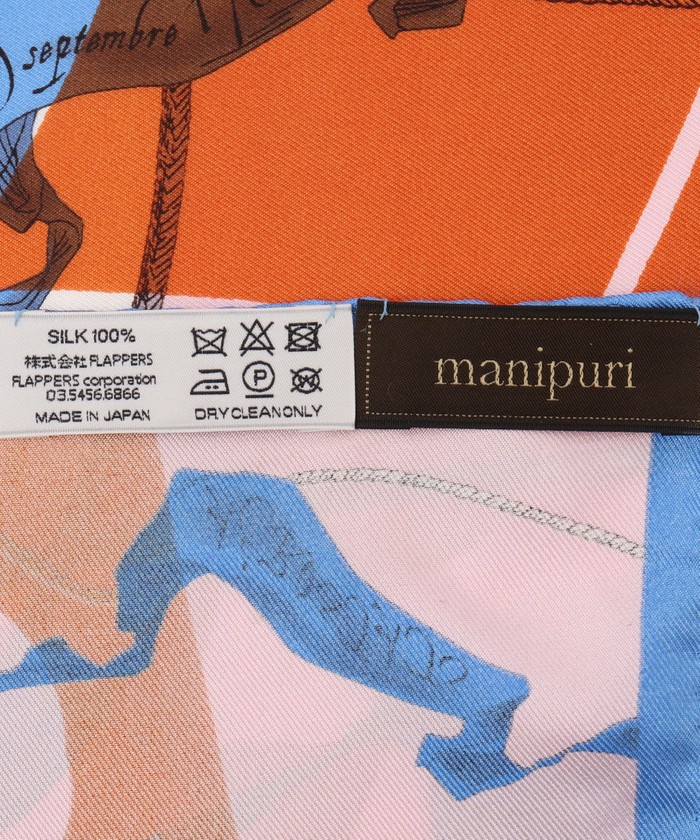 septembre
SILK 100%
株式会社 FLAPPERS
FLAPPERS corporation
03.5456.6866
MADE IN JAPAN
P
W
DRY CLEAN ONLY
manipuri